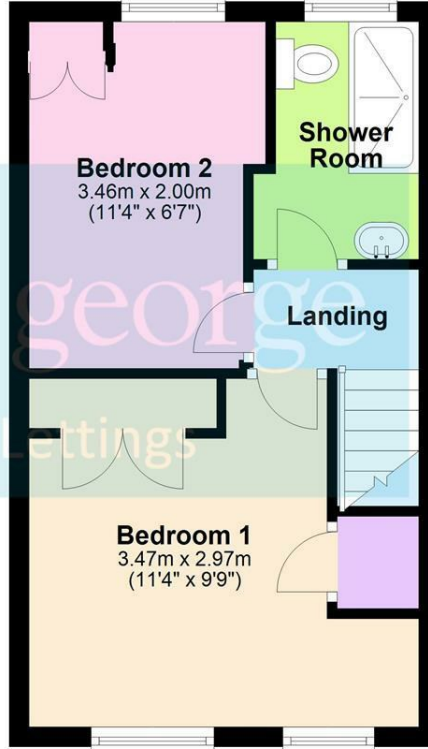 Shower
Room
Bedroom 2
3.46m x 2.00m
(11'4" x 6'7")
george
Landing
Lettings
Bedroom 1
3.47m x 2.97m
(11'4" x 9'9")